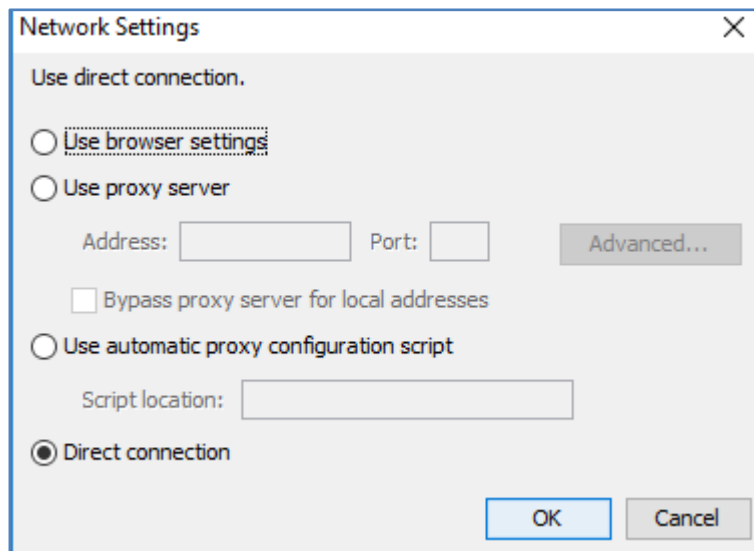 Network Settings
Use direct connection.
Use browser settings
Use proxy server
Address: Port: Advanced...
Bypass proxy server for local addresses
Use automatic proxy configuration script
Script location:
Direct connection
OK Cancel